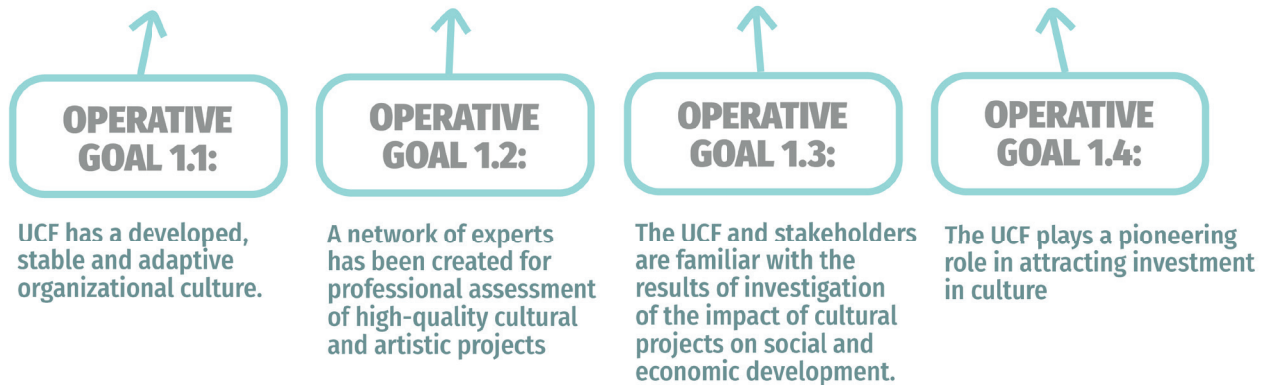 OPERATIVE
GOAL 1.1:
UCF has a developed,
stable and adaptive
organizational culture.
OPERATIVE
GOAL 1.2:
A network of experts
has been created for
professional assessment
of high-quality cultural
and artistic projects
OPERATIVE
GOAL 1.3:
The UCF and stakeholders
are familiar with the
results of investigation
of the impact of cultural
projects on social and
economic development.
OPERATIVE
GOAL 1.4:
The UCF plays a pioneering
role in attracting investment
in culture